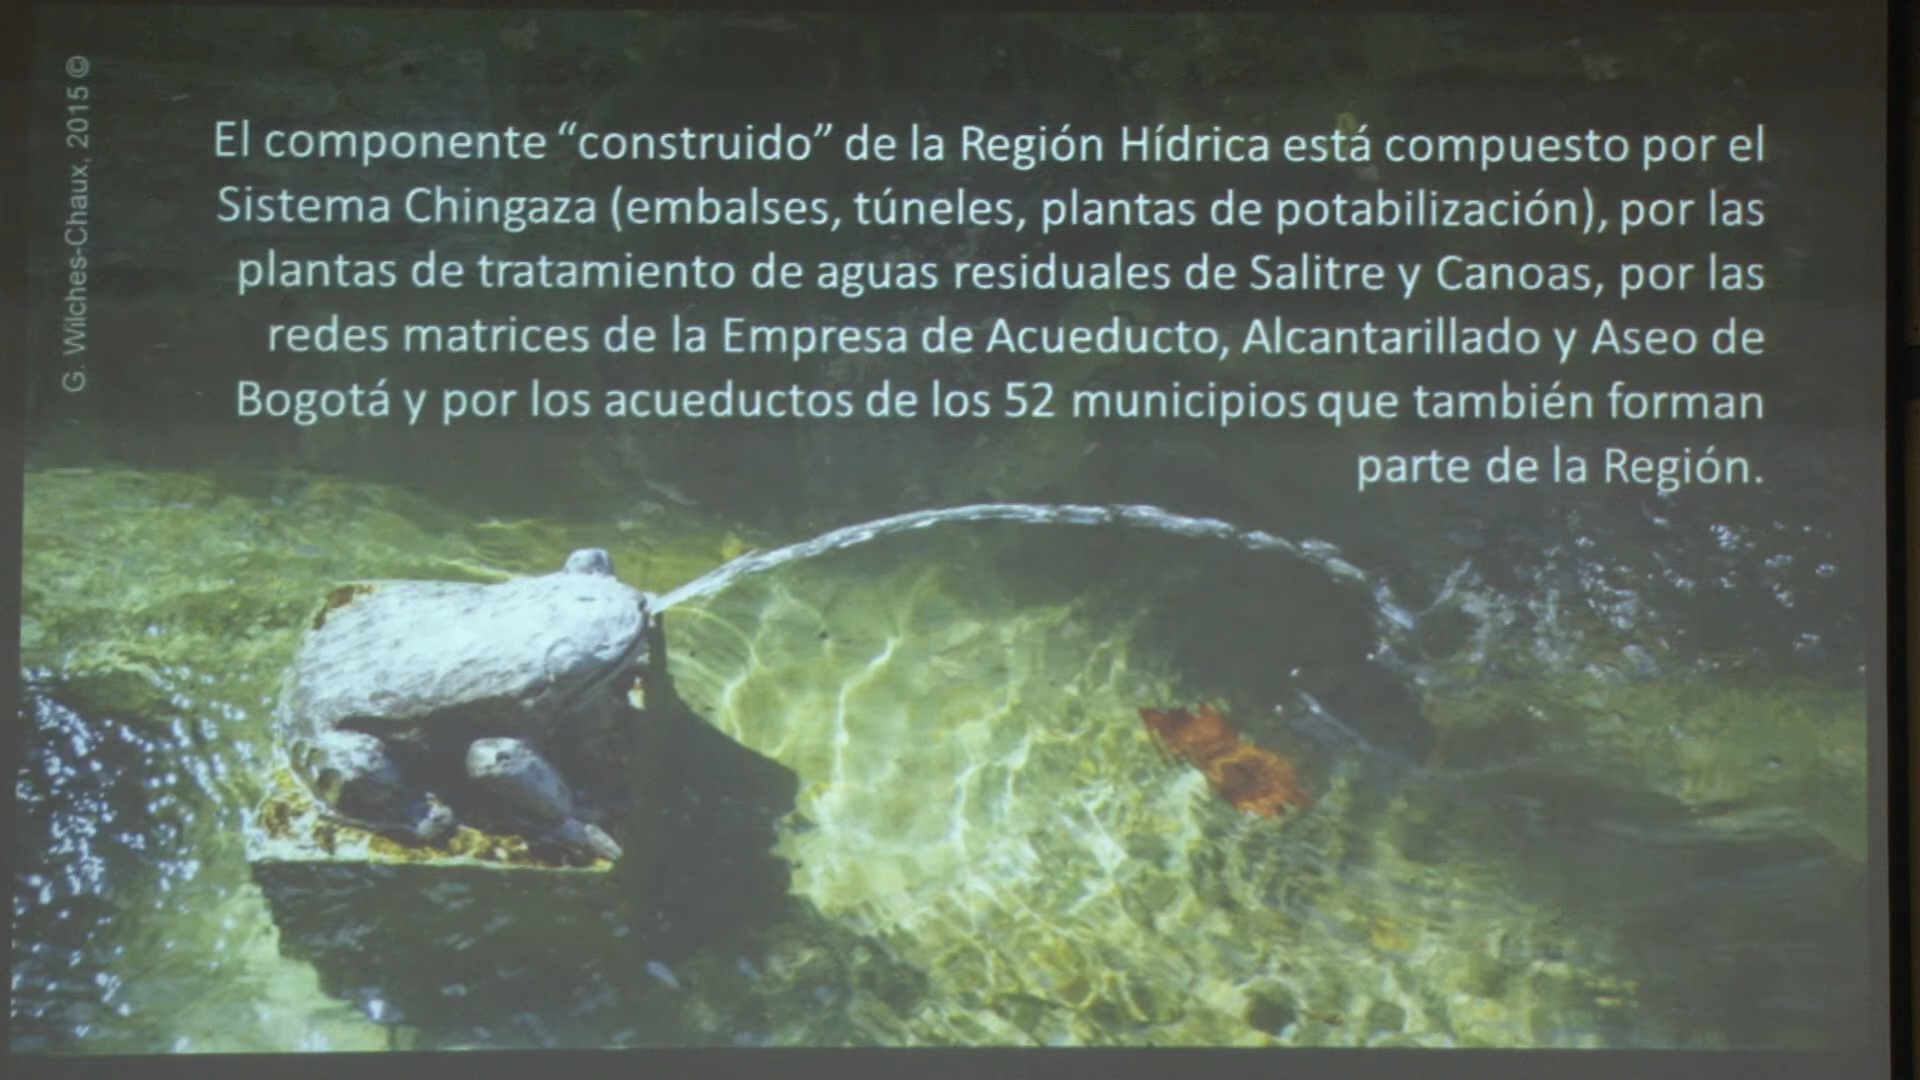 G. Wilches-Chaux, 2015 ©
El componente “construido” de la Región Hídrica está compuesto por el
Sistema Chingaza (embalses, túneles, plantas de potabilización), por las
plantas de tratamiento de aguas residuales de Salitre y Canoas, por las
redes matrices de la Empresa de Acueducto, Alcantarillado y Aseo de
Bogotá y por los acueductos de los 52 municipios que también forman
parte de la Región.